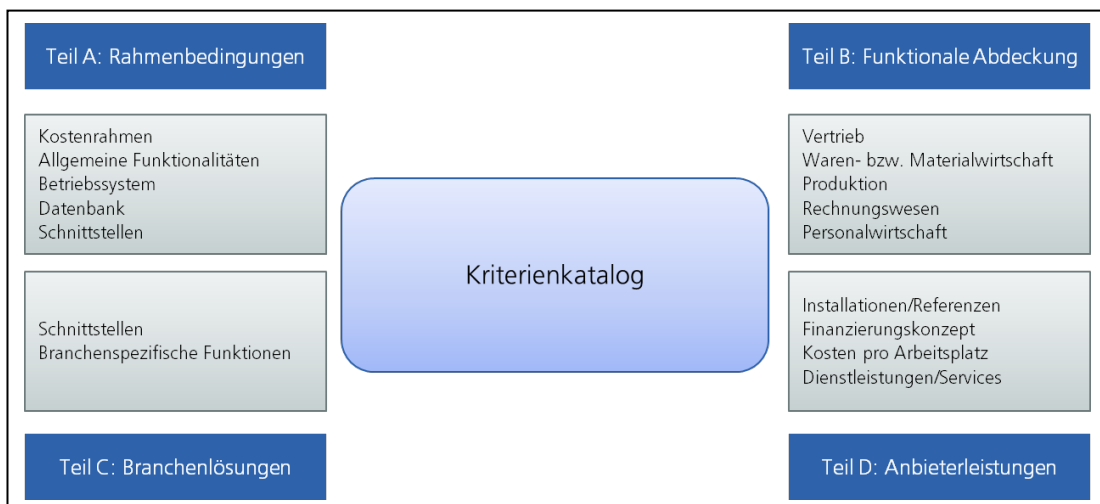 Teil A: Rahmenbedingungen
Kostenrahmen
Allgemeine Funktionalitäten
Betriebssystem
Datenbank
Schnittstellen
Teil B: Funktionale Abdeckung
Vertrieb
Waren- bzw. Materialwirtschaft
Produktion
Rechnungswesen
Personalwirtschaft
Kriterienkatalog
Schnittstellen
Branchenspezifische Funktionen
Teil C: Branchenlösungen
Installationen/Referenzen
Finanzierungskonzept
Kosten pro Arbeitsplatz
Dienstleistungen/Services
Teil D: Anbieterleistungen